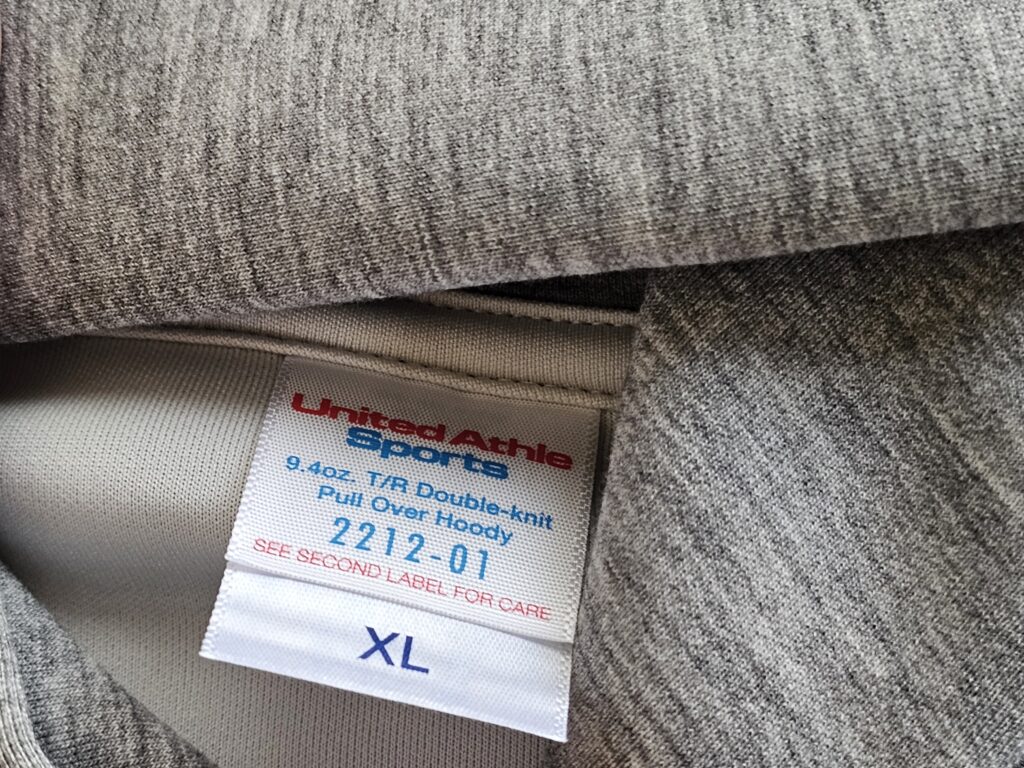 United Athle
Sports
9.4oz. T/R Double-knit
Pull Over Hoody
2212-01
SEE SECOND LABEL FOR CARE
XL